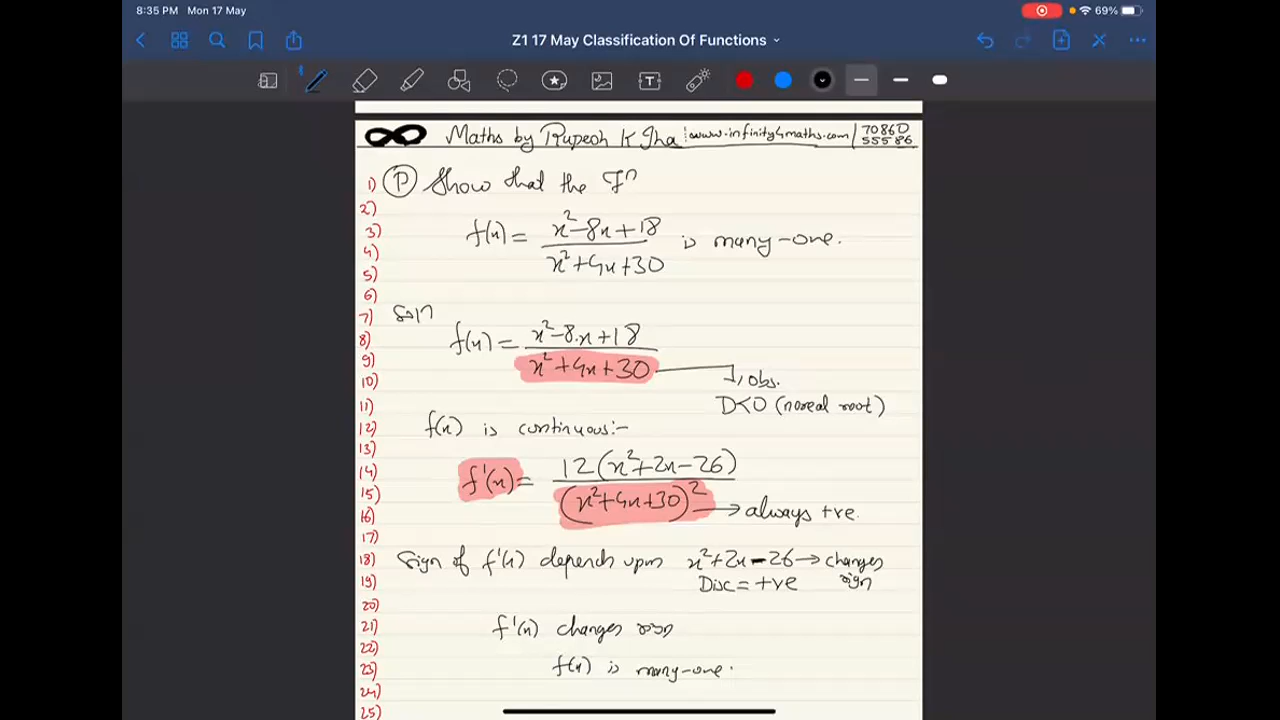 8:35 PM Mon 17 May 69%
Z1 17 May Classification Of Functions
T
Maths by Rupesh K Jha www.infinity4maths.com 70860 55586
1) P Show that the Fn
2)
3) f(x) = x²-8x+18 / x²+4x+30 is many-one.
4)
5)
6)
7) Soln
8) f(x) = x²-8x+18 / x²+4x+30
9)
10) obs.
11) D<0 (no real root)
12) f(x) is continuous:-
13)
14) f'(x) = 12(x²+2x-26) / (x²+4x+30)²
15)
16) → always +ve.
17)
18) Sign of f'(x) depends upon x²+2x-26 → changes sign
19) Disc = +ve
20)
21) f'(x) changes sign
22)
23) f(x) is many-one.
24)
25)